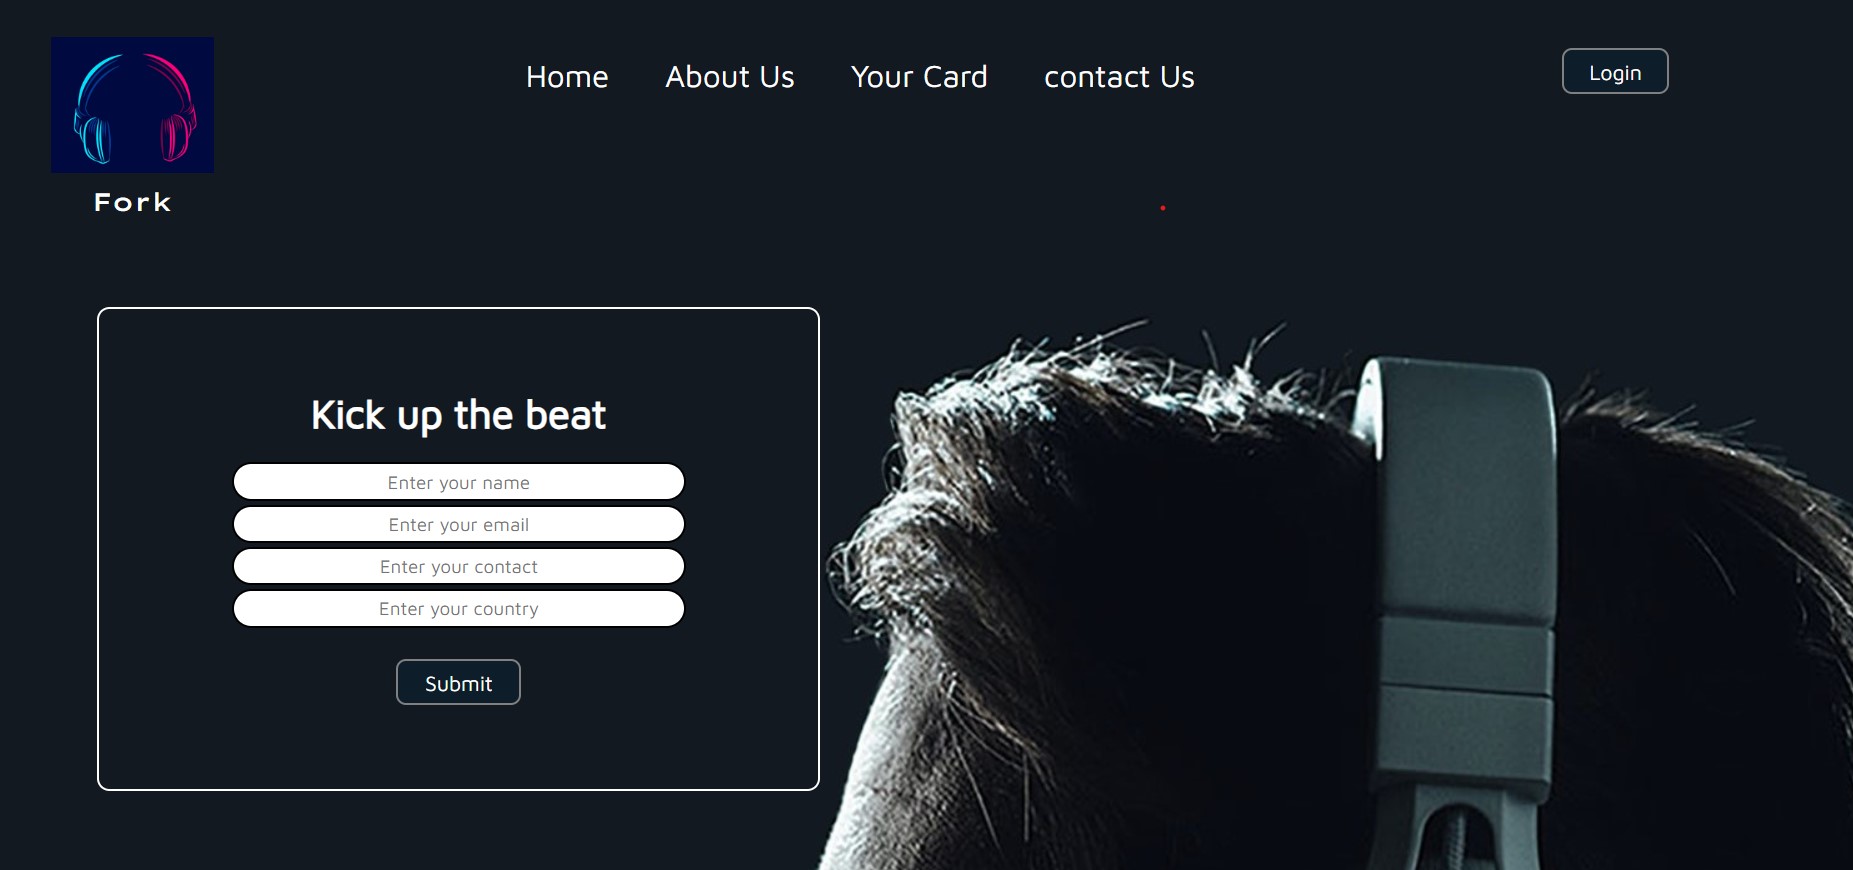 Home About Us Your Card contact Us Login
Fork
Kick up the beat
Enter your name
Enter your email
Enter your contact
Enter your country
Submit